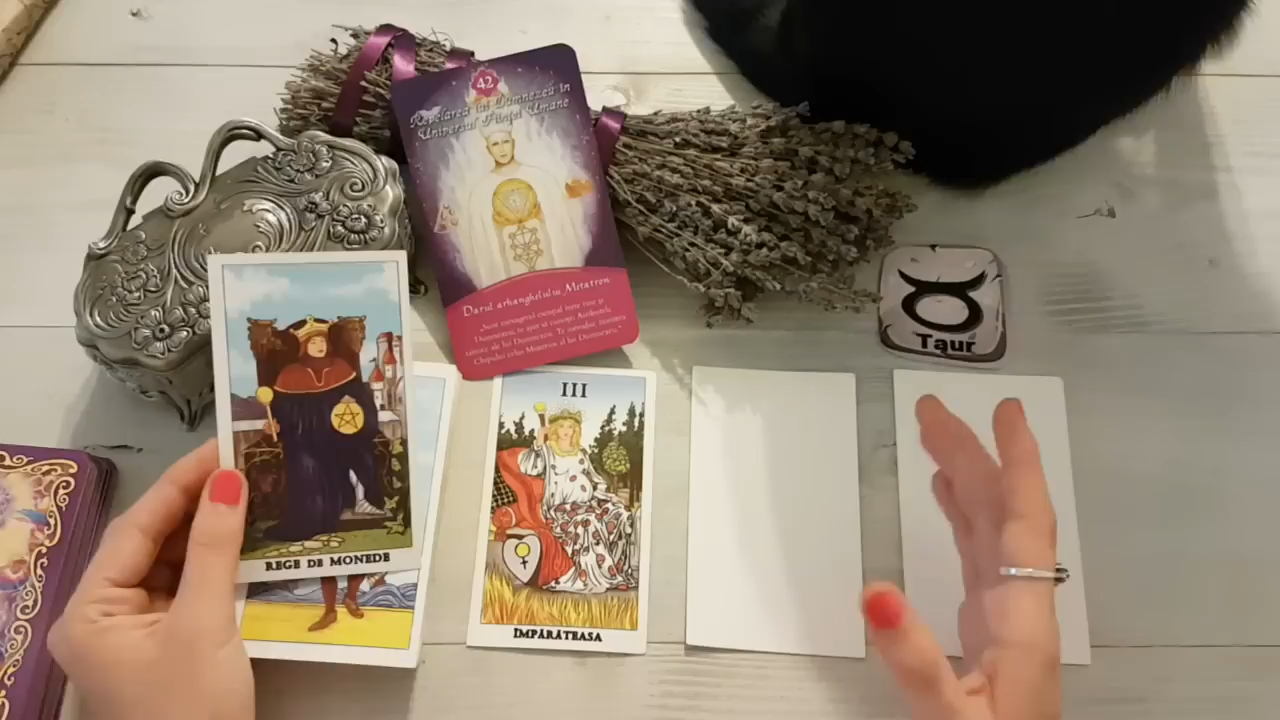 42
Revelarea lui Dumnezeu în
Universul Ființei Umane
Darul arhanghelului Metatron
Taur
III
REGE DE MONEDE
ÎMPĂRĂTEASA